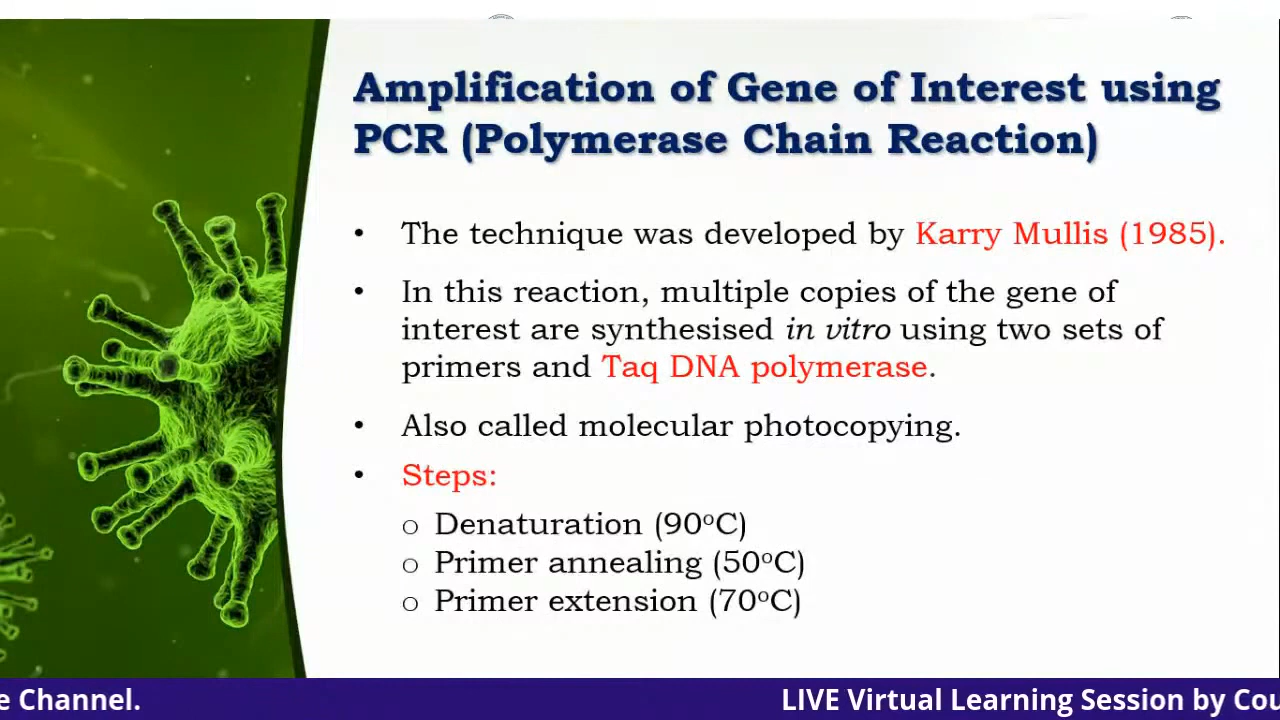 Amplification of Gene of Interest using
PCR (Polymerase Chain Reaction)
• The technique was developed by Karry Mullis (1985).
• In this reaction, multiple copies of the gene of
interest are synthesised in vitro using two sets of
primers and Taq DNA polymerase.
• Also called molecular photocopying.
• Steps:
o Denaturation (90°C)
o Primer annealing (50°C)
o Primer extension (70°C)
e Channel. LIVE Virtual Learning Session by Cou